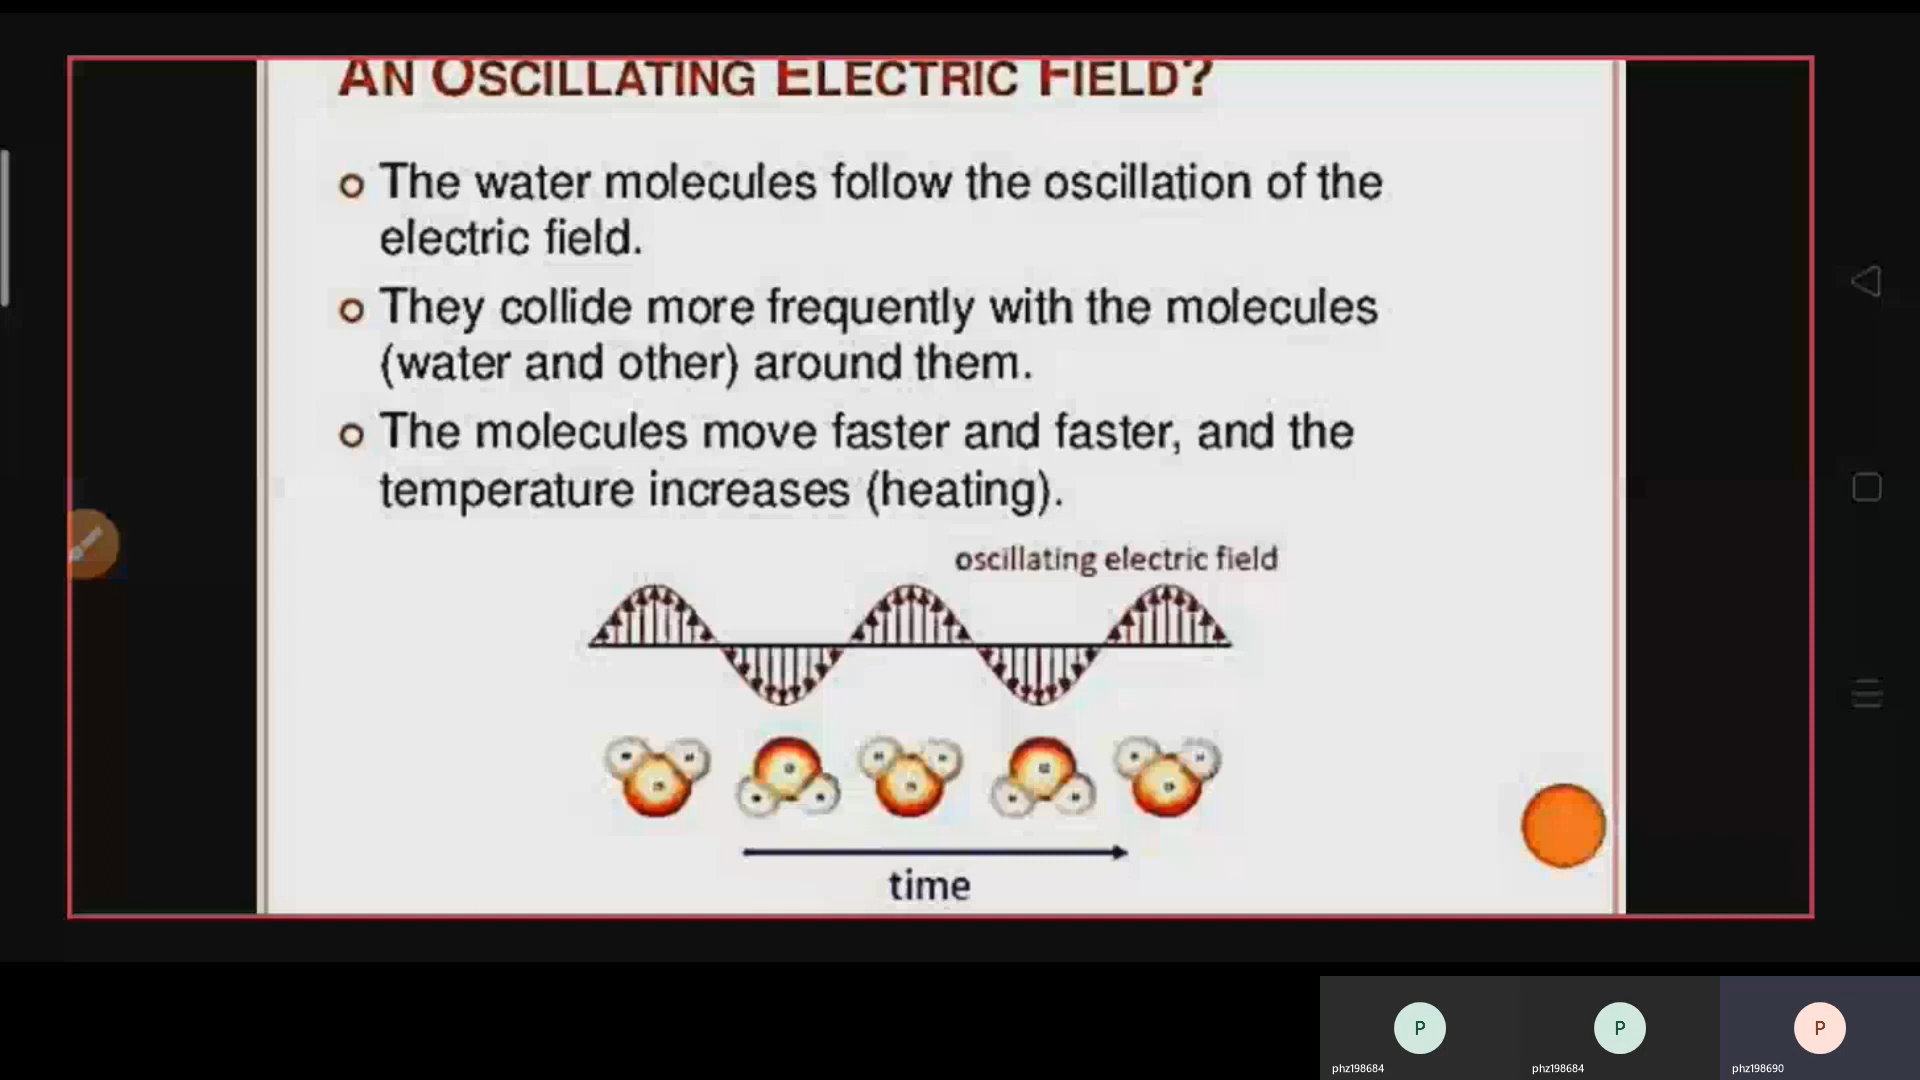 AN OSCILLATING ELECTRIC FIELD?
The water molecules follow the oscillation of the
electric field.
They collide more frequently with the molecules
(water and other) around them.
The molecules move faster and faster, and the
temperature increases (heating).
oscillating electric field
time
P
P
P
phz198684
phz198684
phz198690